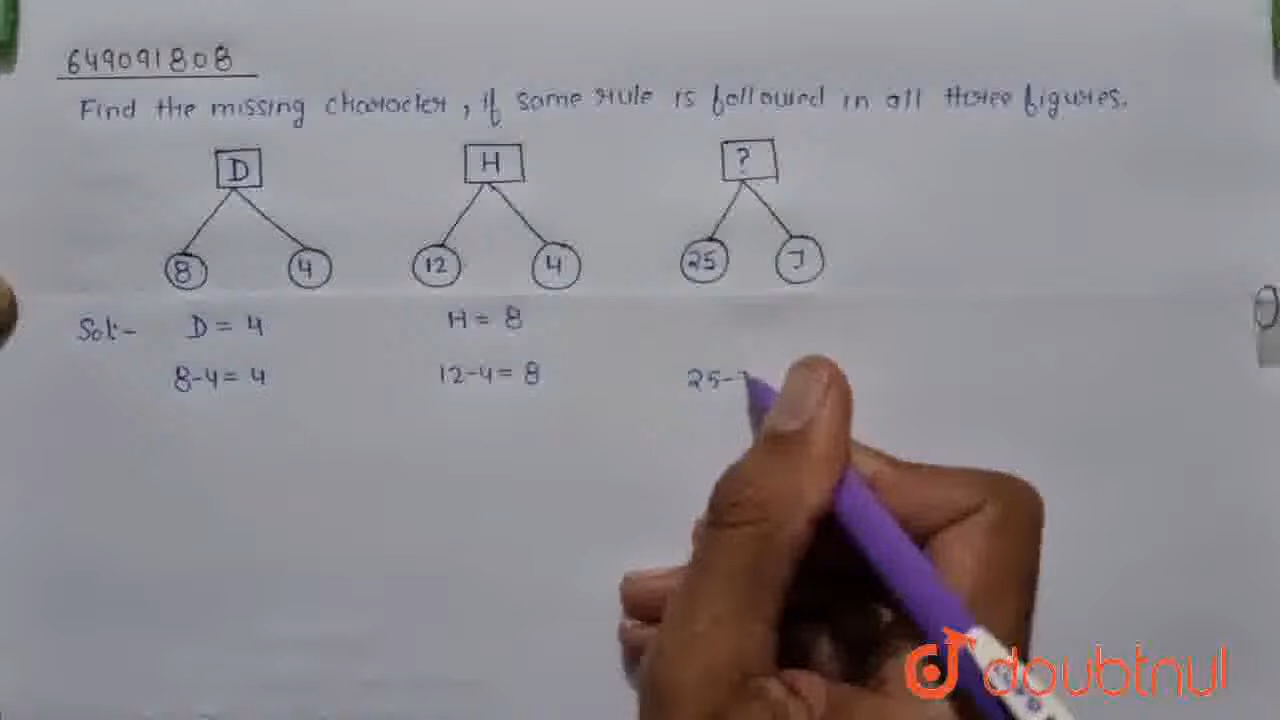 649091808
Find the missing character, if same rule is followed in all three figures.
D H ?
8 4 12 4 25 7
Sol:- D = 4 H = 8
8-4 = 4 12-4 = 8 25-7
doubtnut